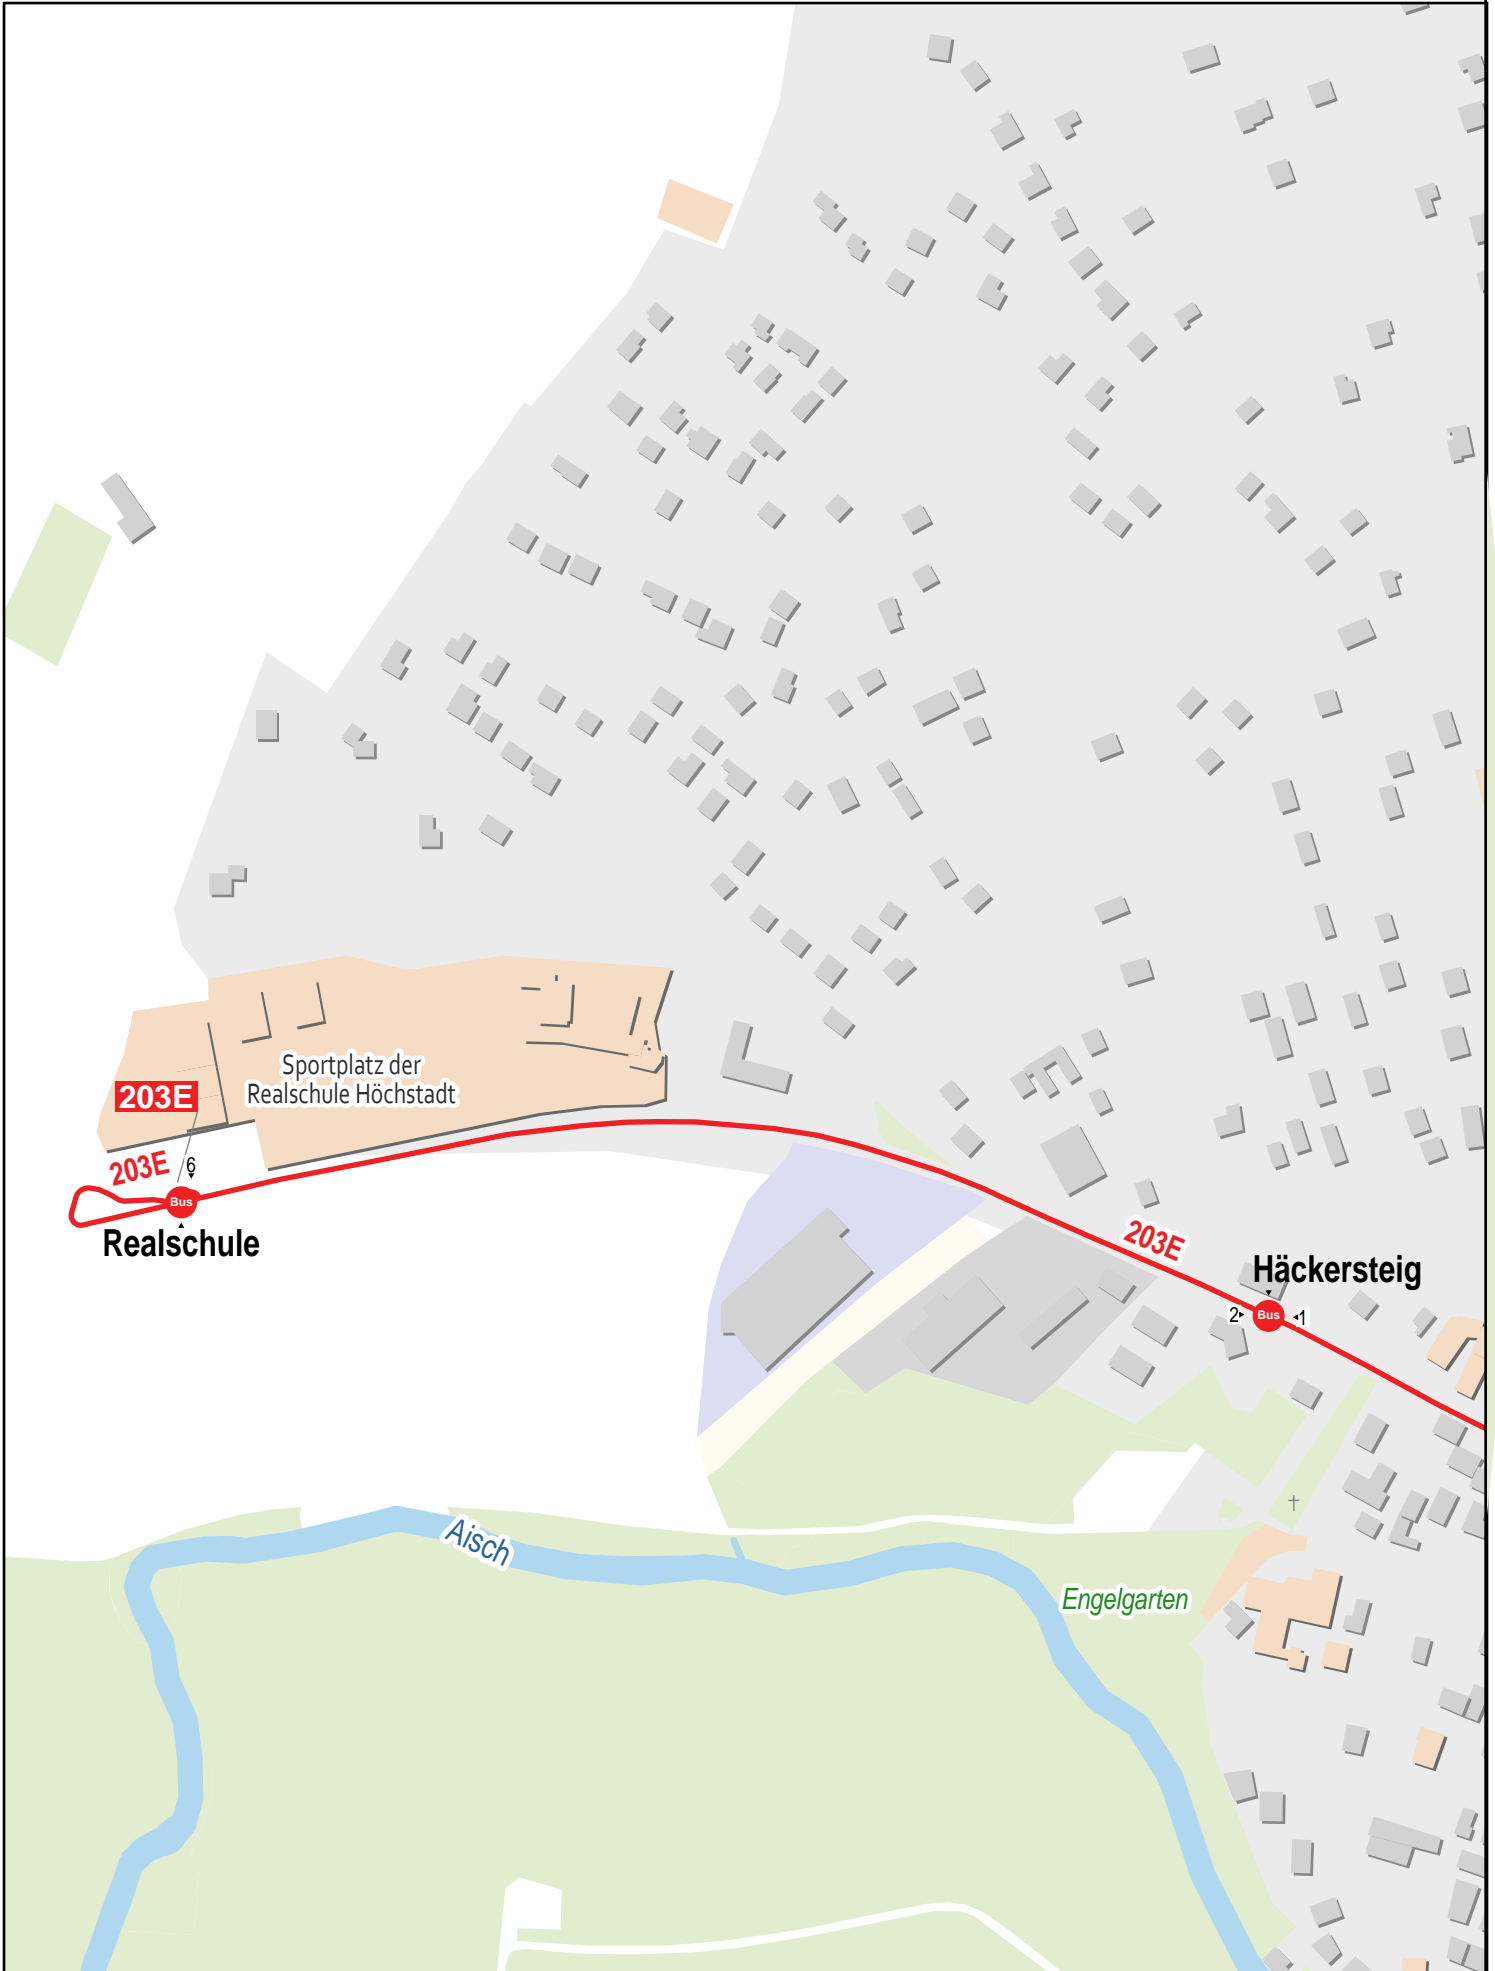 Sportplatz der
Realschule Höchstadt
203E
203E
6
Bus
Realschule
203E
Häckersteig
2
Bus
1
Aisch
Engelgarten